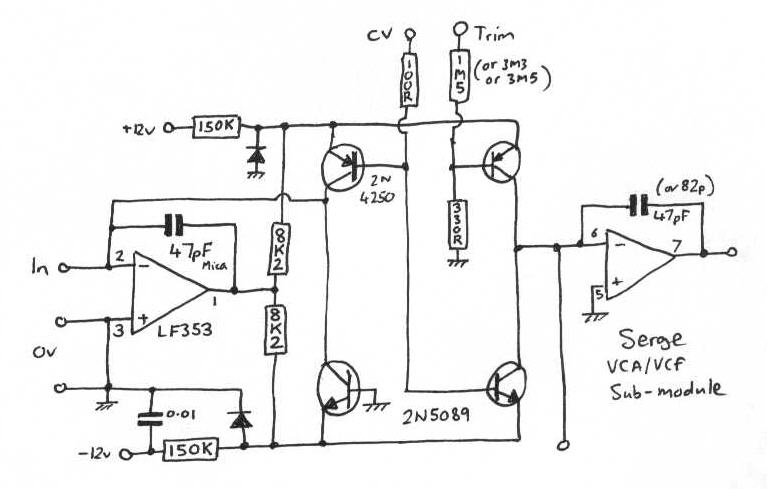 CV
Trim
100R
1M5
(or 3M3
or 3M5)
+12v
150K
2N
4250
330R
(or 82p)
47pF
47pF
Mica
8K2
In
2
-
1
+
3
LF353
8K2
6
-
7
+
5
0v
Serge
VCA/VCF
Sub-module
0.01
2N5089
-12v
150K